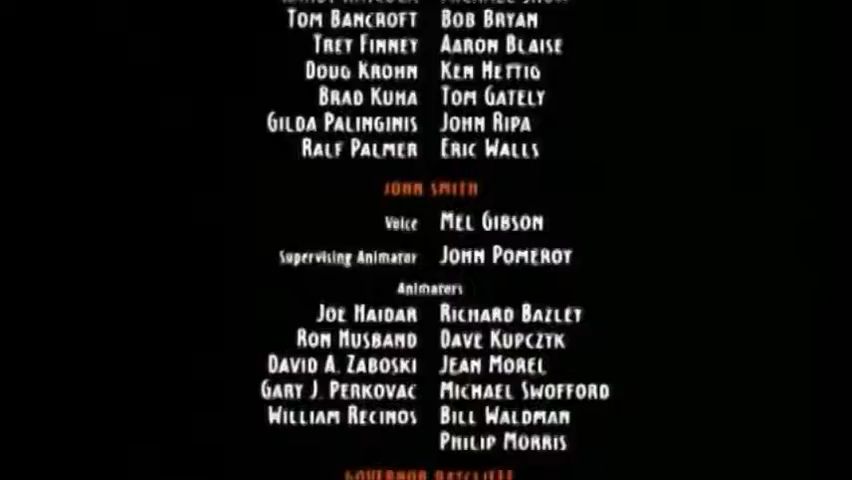 Tom Bancroft Bob Bryan
Trey Finney Aaron Blaise
Doug Krohn Ken Hettig
Brad Kuha Tom Gately
Gilda Palinginis John Ripa
Ralf Palmer Eric Walls
John Smith
Voice Mel Gibson
Supervising Animator John Pomeroy
Animators
Joe Haidar Richard Bazley
Ron Husband Dave Kupczyk
David A. Zaboski Jean Morel
Gary J. Perkovac Michael Swofford
William Recinos Bill Waldman
Philip Morris
Governor Ratcliffe